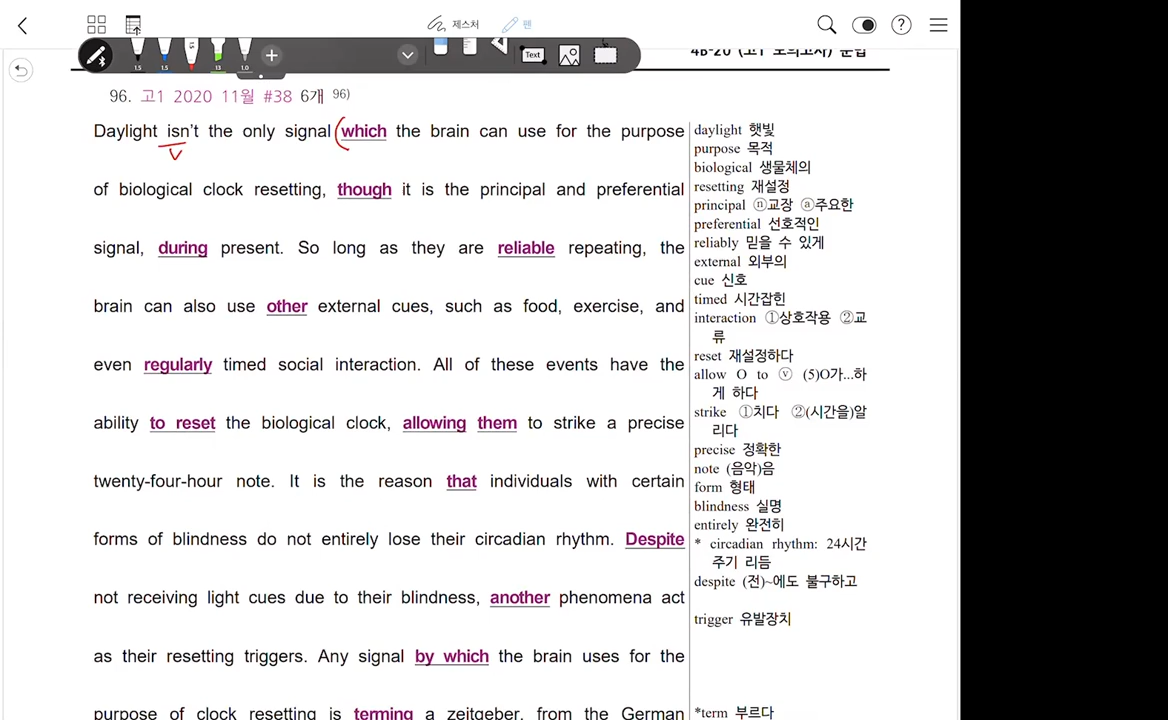 제스처 펜
1.5 1.5 1.5 13 1.0 Text
4B-20 (고1 모의고사) 문법
96. 고1 2020 11월 #38 6개 96)
Daylight isn't the only signal which the brain can use for the purpose
of biological clock resetting, though it is the principal and preferential
signal, during present. So long as they are reliable repeating, the
brain can also use other external cues, such as food, exercise, and
even regularly timed social interaction. All of these events have the
ability to reset the biological clock, allowing them to strike a precise
twenty-four-hour note. It is the reason that individuals with certain
forms of blindness do not entirely lose their circadian rhythm. Despite
not receiving light cues due to their blindness, another phenomena act
as their resetting triggers. Any signal by which the brain uses for the
purpose of clock resetting is terming a zeitgeber, from the German
daylight 햇빛
purpose 목적
biological 생물체의
resetting 재설정
principal ⓝ교장 ⓐ주요한
preferential 선호적인
reliably 믿을 수 있게
external 외부의
cue 신호
timed 시간잡힌
interaction ①상호작용 ②교
류
reset 재설정하다
allow O to ⓥ (5)O가...하
게 하다
strike ①치다 ②(시간을)알
리다
precise 정확한
note (음악)음
form 형태
blindness 실명
entirely 완전히
* circadian rhythm: 24시간
주기 리듬
despite (전)~에도 불구하고
trigger 유발장치
*term 부르다